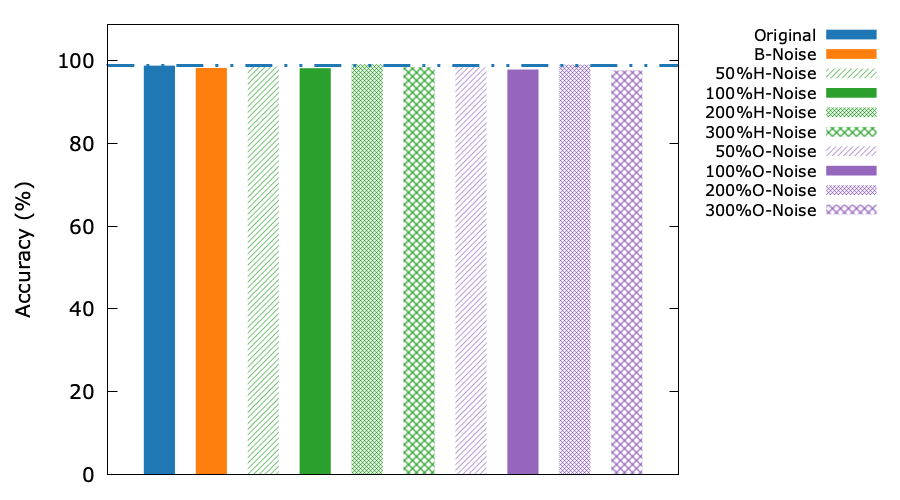 Accuracy (%)
100
80
60
40
20
0
Original
B-Noise
50%H-Noise
100%H-Noise
200%H-Noise
300%H-Noise
50%O-Noise
100%O-Noise
200%O-Noise
300%O-Noise